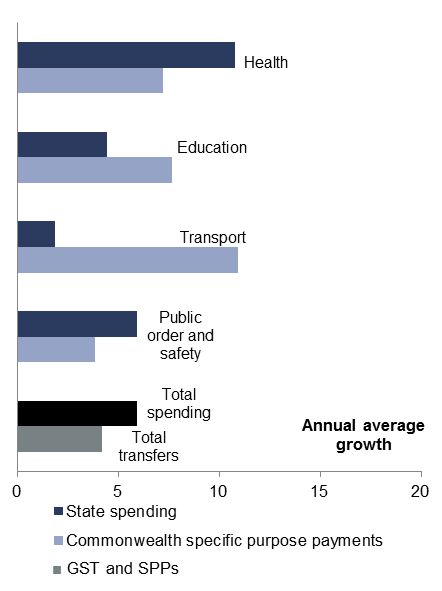 Health
Education
Transport
Public
order and
safety
Total
spending
Total
transfers
Annual average
growth
0 5 10 15 20
State spending
Commonwealth specific purpose payments
GST and SPPs